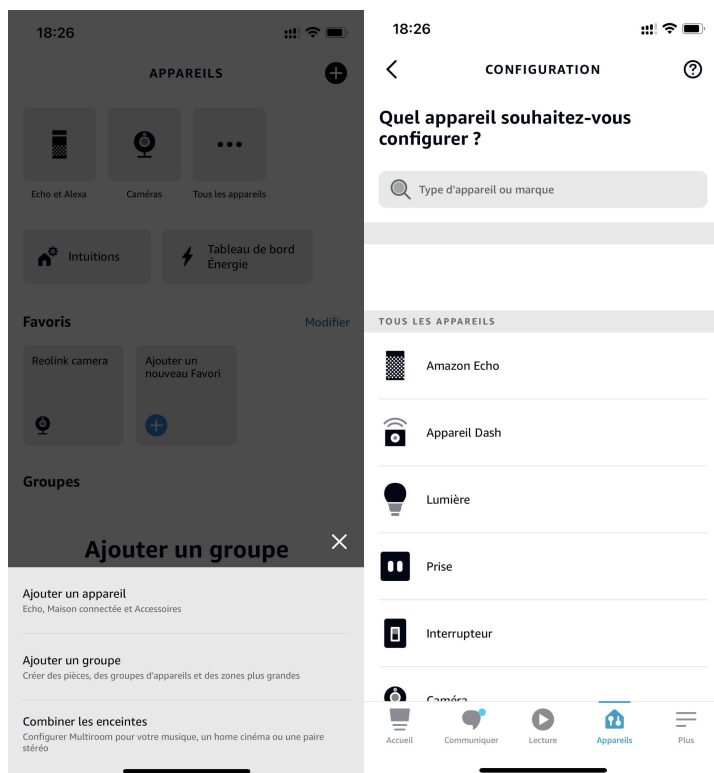 18:26
APPAREILS
Echo et Alexa
Caméras
Tous les appareils
Intuitions
Tableau de bord
Énergie
Favoris
Modifier
Reolink camera
Ajouter un
nouveau Favori
Groupes
Ajouter un groupe
Ajouter un appareil
Echo, Maison connectée et Accessoires
Ajouter un groupe
Créer des pièces, des groupes d'appareils et des zones plus grandes
Combiner les enceintes
Configurer Multiroom pour votre musique, un home cinéma ou une paire
stéréo
18:26
CONFIGURATION
Quel appareil souhaitez-vous
configurer ?
Type d'appareil ou marque
TOUS LES APPAREILS
Amazon Echo
Appareil Dash
Lumière
Prise
Interrupteur
Caméra
Accueil
Communiquer
Lecture
Appareils
Plus